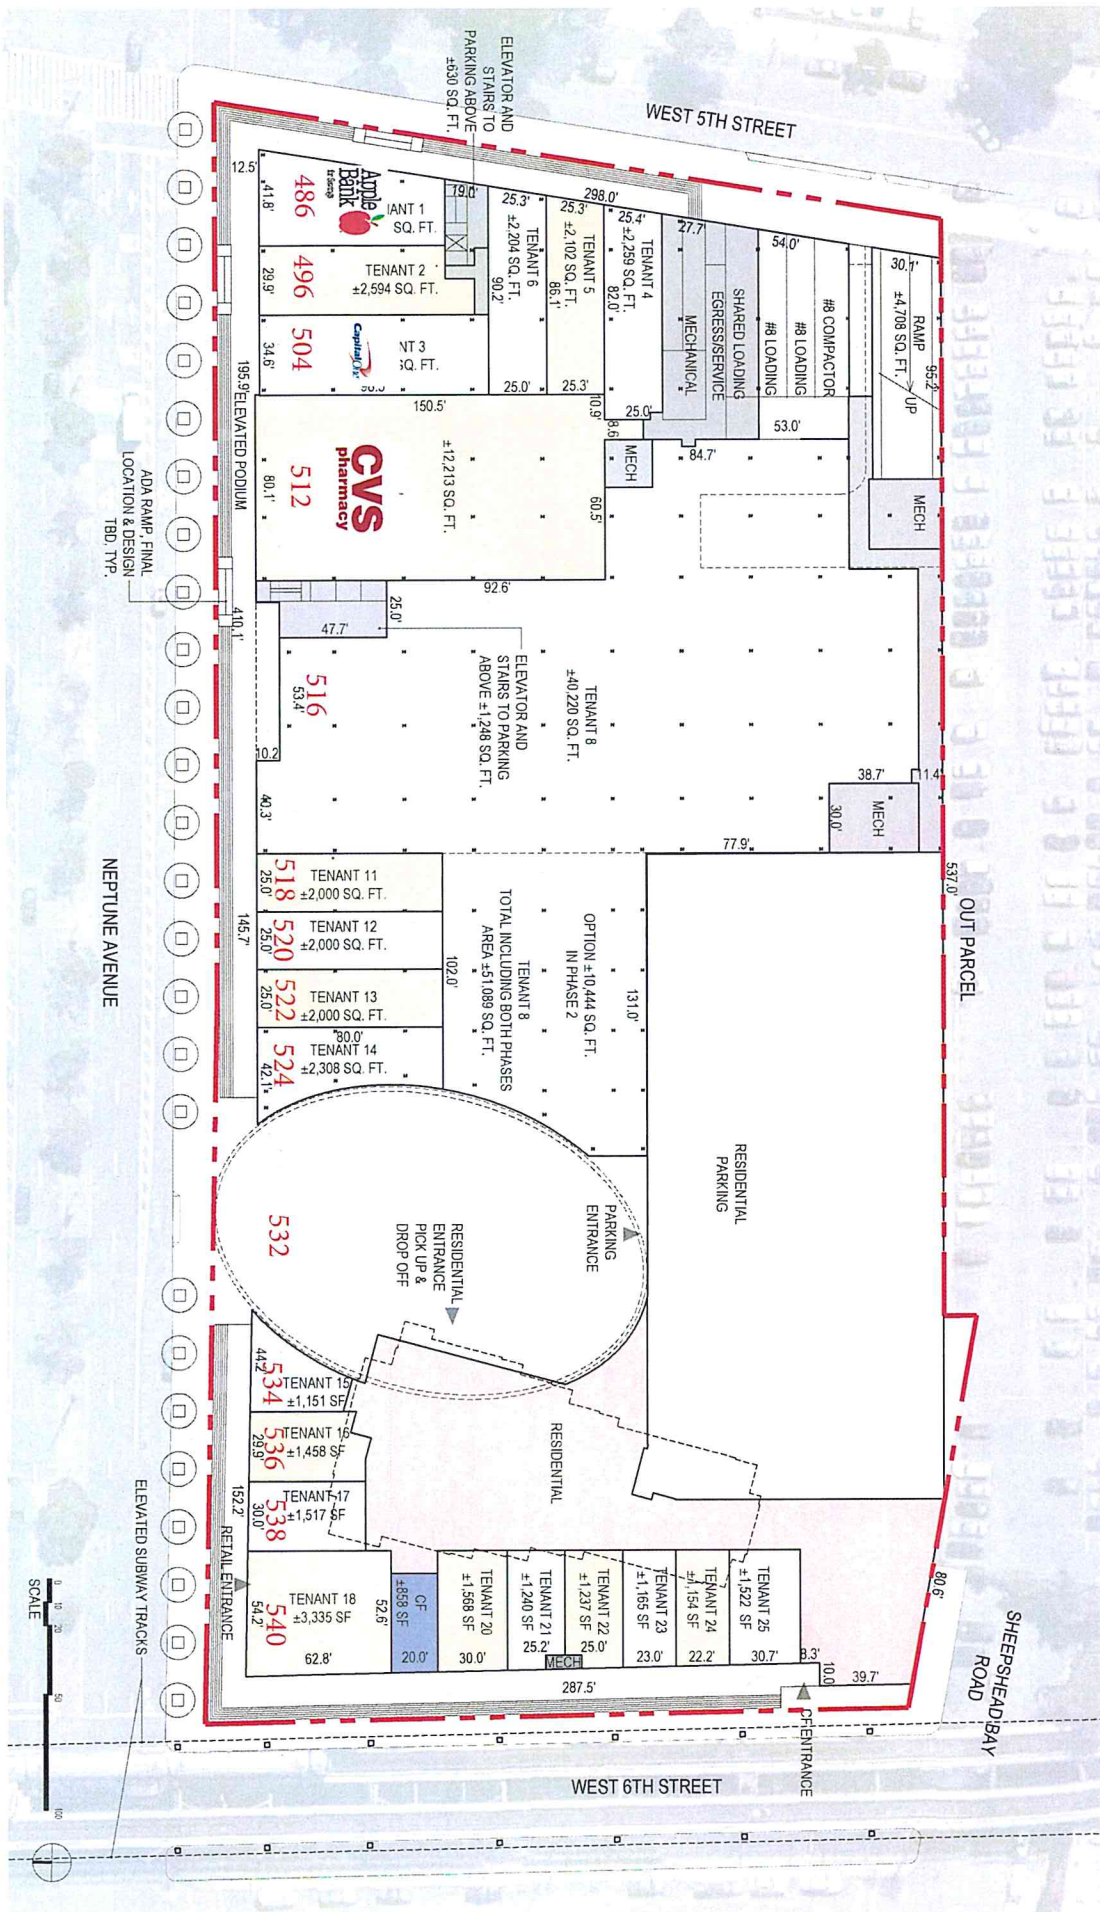 WEST 5TH STREET
ELEVATOR AND
STAIRS TO
PARKING ABOVE
±630 SQ. FT.
12.5'
41.8'
486
Apple
Bank
for Savings
ANT 1
SQ. FT.
19.0'
298.0'
29.9'
496
TENANT 2
±2,594 SQ. FT.
34.6'
504
Capital One
NT 3
SQ. FT.
25.3'
TENANT 6
±2,204 SQ. FT.
90.2'
25.0'
25.3'
TENANT 5
±2,102 SQ. FT.
86.1'
25.3'
25.4'
TENANT 4
±2,259 SQ. FT.
82.0'
25.0'
10.9'
8.6'
27.7'
SHARED LOADING
EGRESS/SERVICE
MECHANICAL
54.0'
#8 COMPACTOR
#8 LOADING
#8 LOADING
53.0'
30.1'
RAMP
±4,708 SQ. FT.
UP
95.2'
MECH
84.7'
MECH
195.9'
ELEVATED PODIUM
150.5'
512
80.1'
CVS
pharmacy
±12,213 SQ. FT.
60.5'
92.6'
ADA RAMP, FINAL
LOCATION & DESIGN
TBD, TYP.
410.1'
25.0'
47.7'
ELEVATOR AND
STAIRS TO PARKING
ABOVE ±1,248 SQ. FT.
516
53.4'
10.2
40.3'
TENANT 8
±40,220 SQ. FT.
38.7'
11.4'
MECH
30.0'
77.9'
537.0'
OUT PARCEL
NEPTUNE AVENUE
145.7'
518
25.0'
TENANT 11
±2,000 SQ. FT.
520
25.0'
TENANT 12
±2,000 SQ. FT.
522
25.0'
TENANT 13
±2,000 SQ. FT.
80.0'
524
42.1'
TENANT 14
±2,308 SQ. FT.
102.0'
TENANT 8
TOTAL INCLUDING BOTH PHASES
AREA ±51,089 SQ. FT.
OPTION ±10,444 SQ. FT.
IN PHASE 2
131.0'
RESIDENTIAL
PARKING
PARKING
ENTRANCE
532
RESIDENTIAL
ENTRANCE
PICK UP &
DROP OFF
44.2'
534
TENANT 15
±1,151 SF
536
29.9'
TENANT 16
±1,458 SF
538
30.0'
TENANT 17
±1,517 SF
RESIDENTIAL
152.2'
RETAIL ENTRANCE
540
54.2'
TENANT 18
±3,335 SF
62.8'
52.6'
CF
±858 SF
20.0'
TENANT 20
±1,568 SF
30.0'
TENANT 21
±1,240 SF
25.2'
TENANT 22
±1,237 SF
25.0'
MECH
TENANT 23
±1,165 SF
23.0'
TENANT 24
±1,154 SF
22.2'
TENANT 25
±1,522 SF
30.7'
8.3'
10.0'
39.7'
80.6'
287.5'
CF ENTRANCE
SHEEPSHEAD BAY
ROAD
WEST 6TH STREET
ELEVATED SUBWAY TRACKS
0 10 20 50 100
SCALE